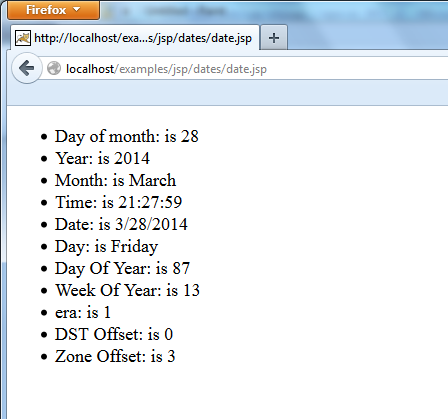 Firefox
http://localhost/exa...s/jsp/dates/date.jsp
localhost/examples/jsp/dates/date.jsp
Day of month: is 28
Year: is 2014
Month: is March
Time: is 21:27:59
Date: is 3/28/2014
Day: is Friday
Day Of Year: is 87
Week Of Year: is 13
era: is 1
DST Offset: is 0
Zone Offset: is 3